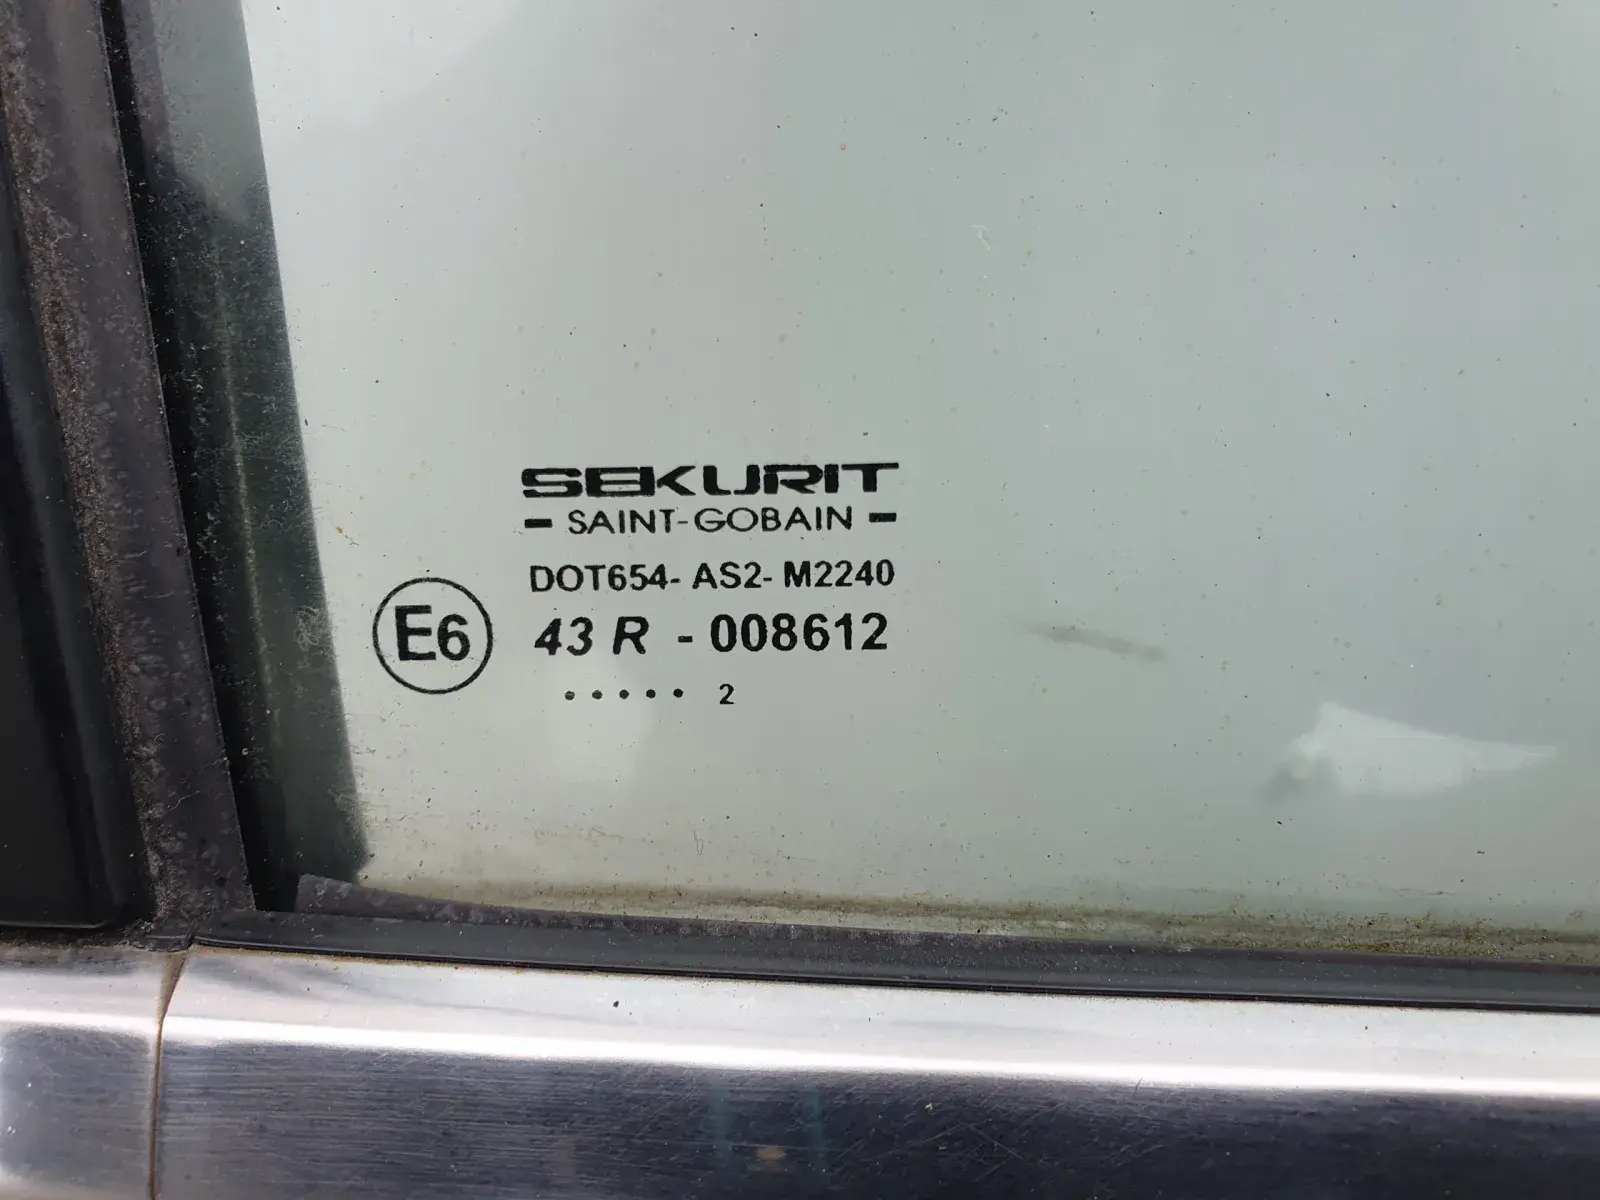 SEKURIT
- SAINT-GOBAIN -
DOT654- AS2- M2240
E6 43 R - 008612
..... 2